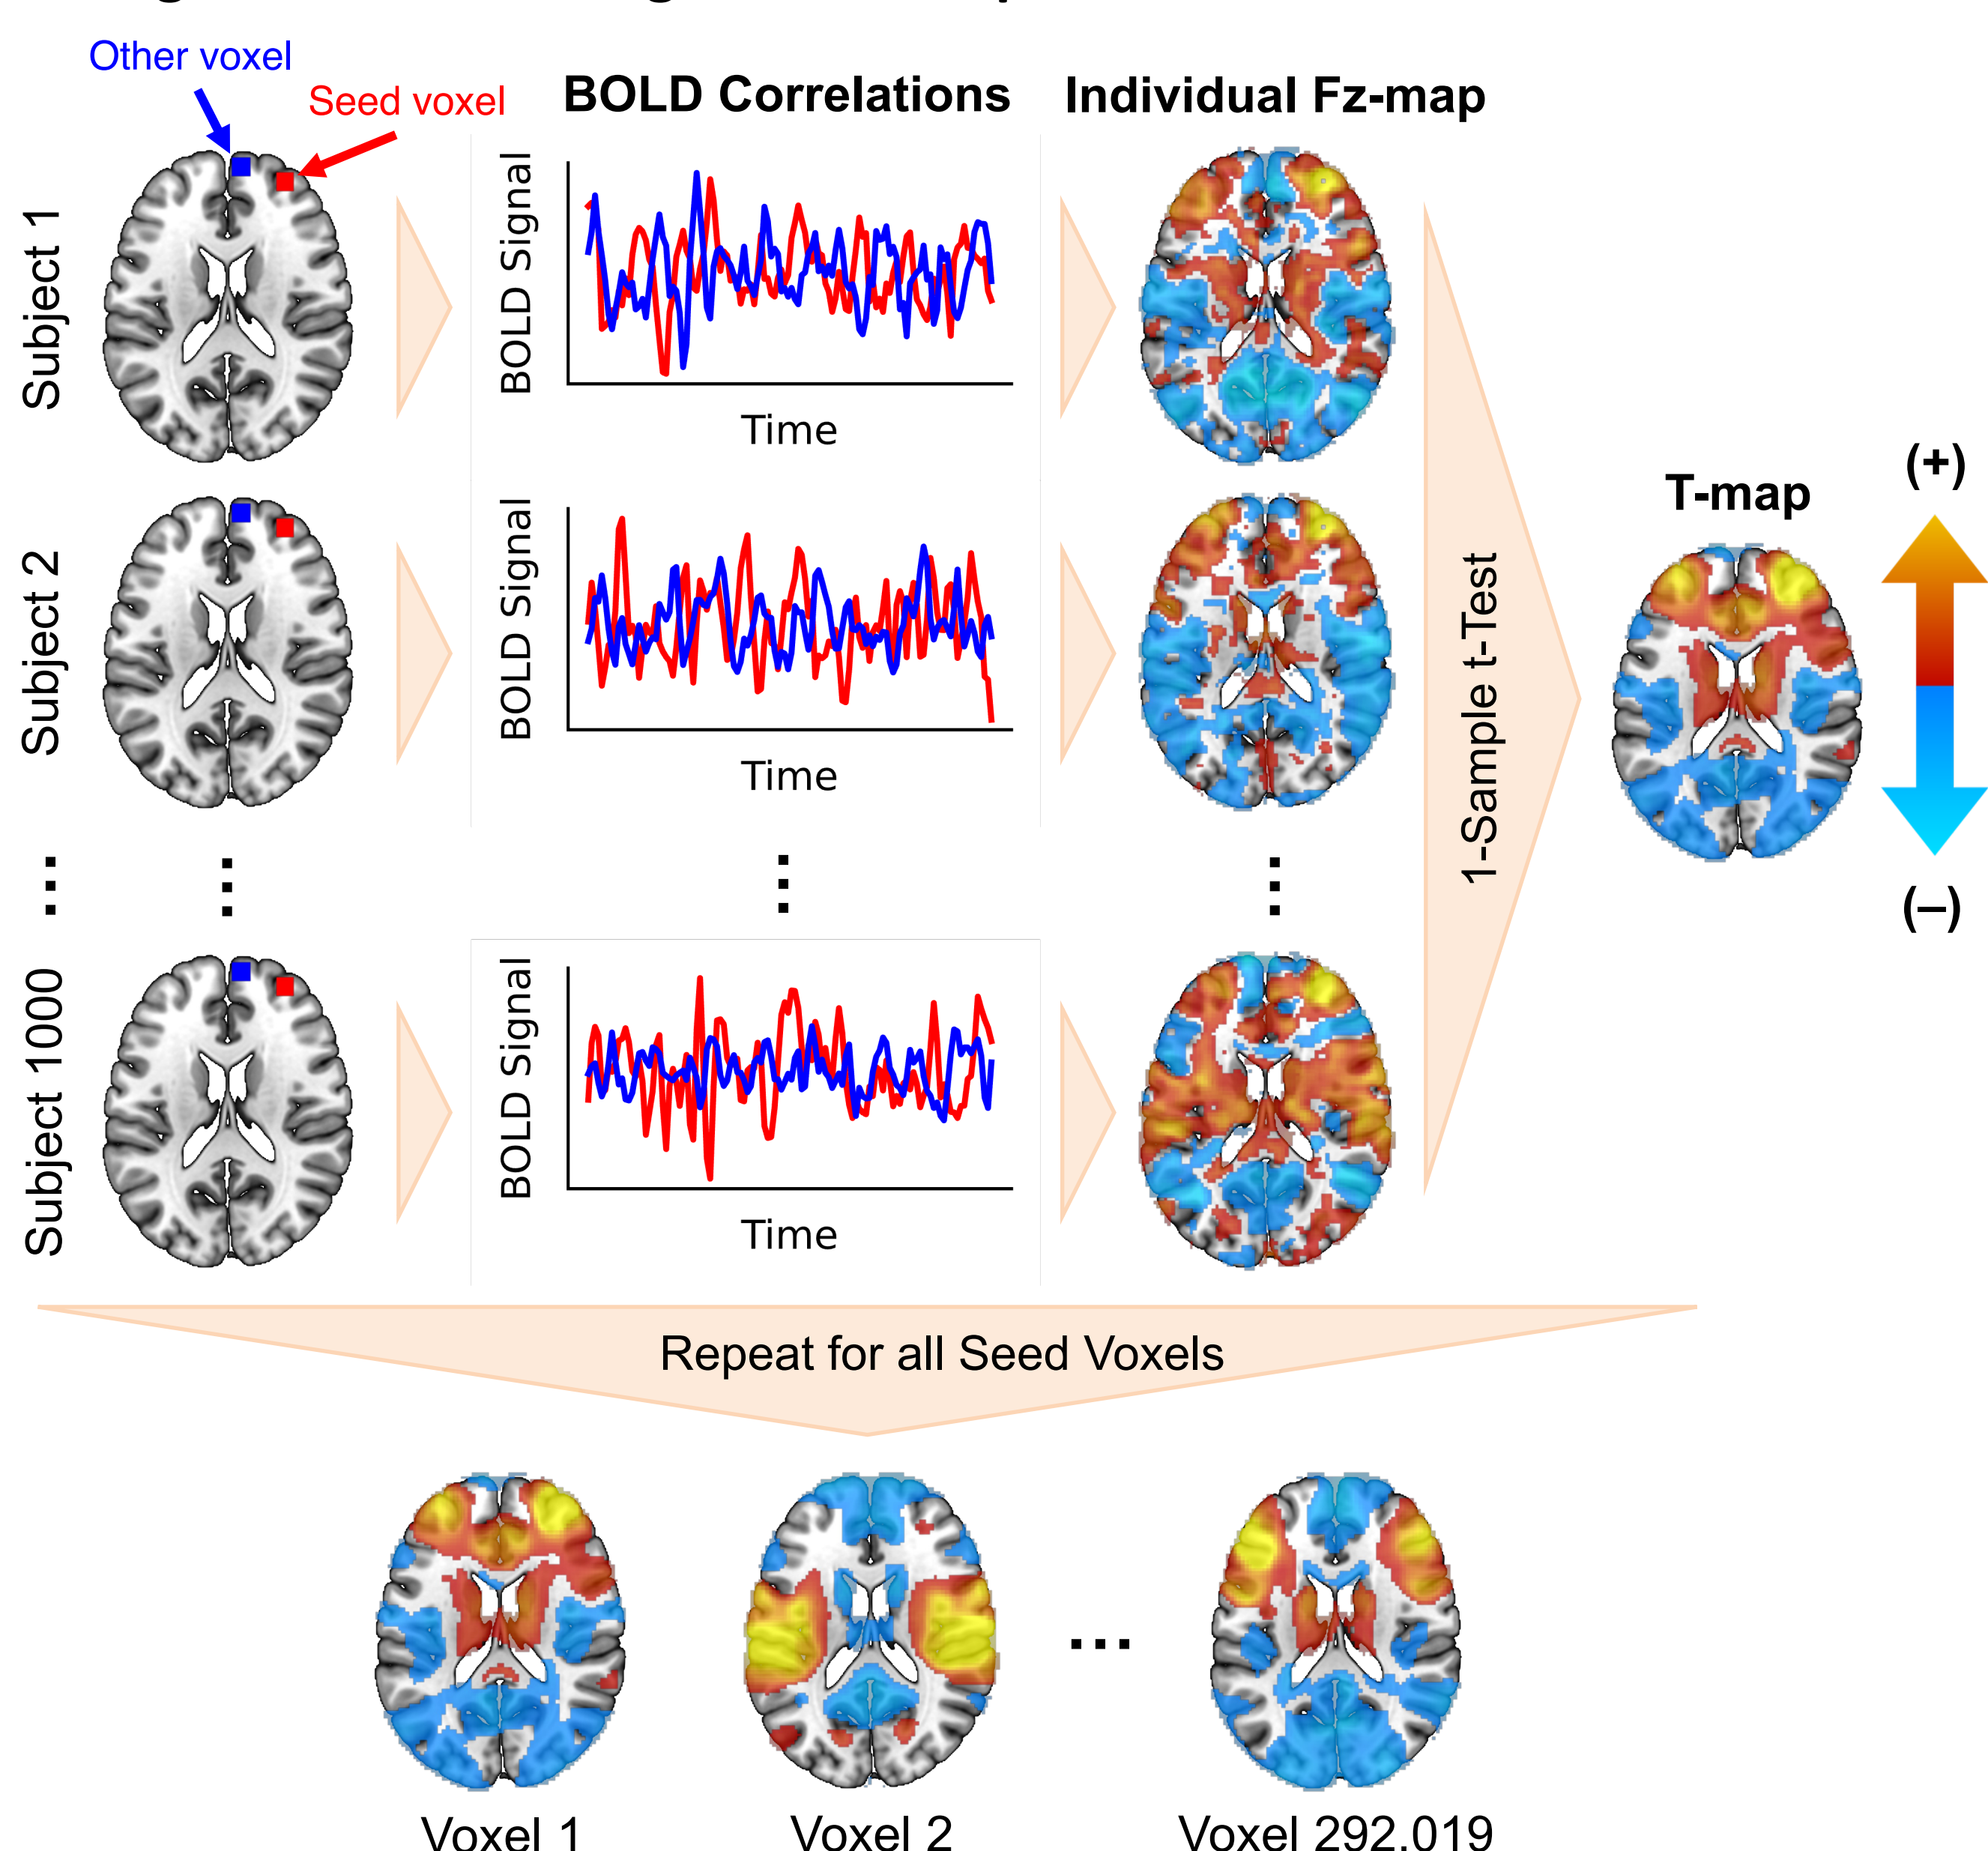 Other voxel
Seed voxel
BOLD Correlations
Individual Fz-map
Subject 1
BOLD Signal
Time
Subject 2
BOLD Signal
Time
1-Sample t-Test
T-map
(+)
(–)
...
...
...
...
Subject 1000
BOLD Signal
Time
Repeat for all Seed Voxels
...
Voxel 1
Voxel 2
Voxel 292.019